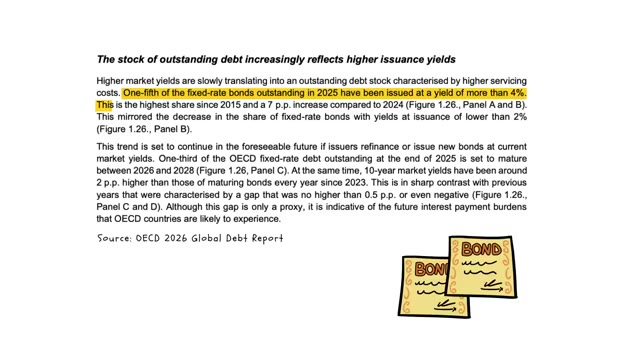 The stock of outstanding debt increasingly reflects higher issuance yields
Higher market yields are slowly translating into an outstanding debt stock characterised by higher servicing
costs. One-fifth of the fixed-rate bonds outstanding in 2025 have been issued at a yield of more than 4%.
This is the highest share since 2015 and a 7 p.p. increase compared to 2024 (Figure 1.26., Panel A and B).
This mirrored the decrease in the share of fixed-rate bonds with yields at issuance of lower than 2%
(Figure 1.26., Panel B).
This trend is set to continue in the foreseeable future if issuers refinance or issue new bonds at current
market yields. One-third of the OECD fixed-rate debt outstanding at the end of 2025 is set to mature
between 2026 and 2028 (Figure 1.26, Panel C). At the same time, 10-year market yields have been around
2 p.p. higher than those of maturing bonds every year since 2023. This is in sharp contrast with previous
years that were characterised by a gap that was no higher than 0.5 p.p. or even negative (Figure 1.26.,
Panel C and D). Although this gap is only a proxy, it is indicative of the future interest payment burdens
that OECD countries are likely to experience.
Source: OECD 2026 Global Debt Report
BOND
BOND